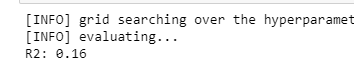 [INFO] grid searching over the hyperparamet
[INFO] evaluating...
R2: 0.16